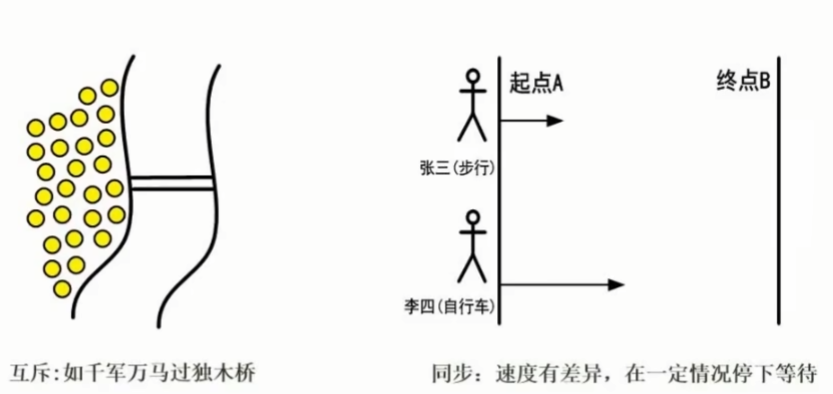 起点A
终点B
张三(步行)
李四(自行车)
互斥:如千军万马过独木桥
同步：速度有差异，在一定情况停下等待